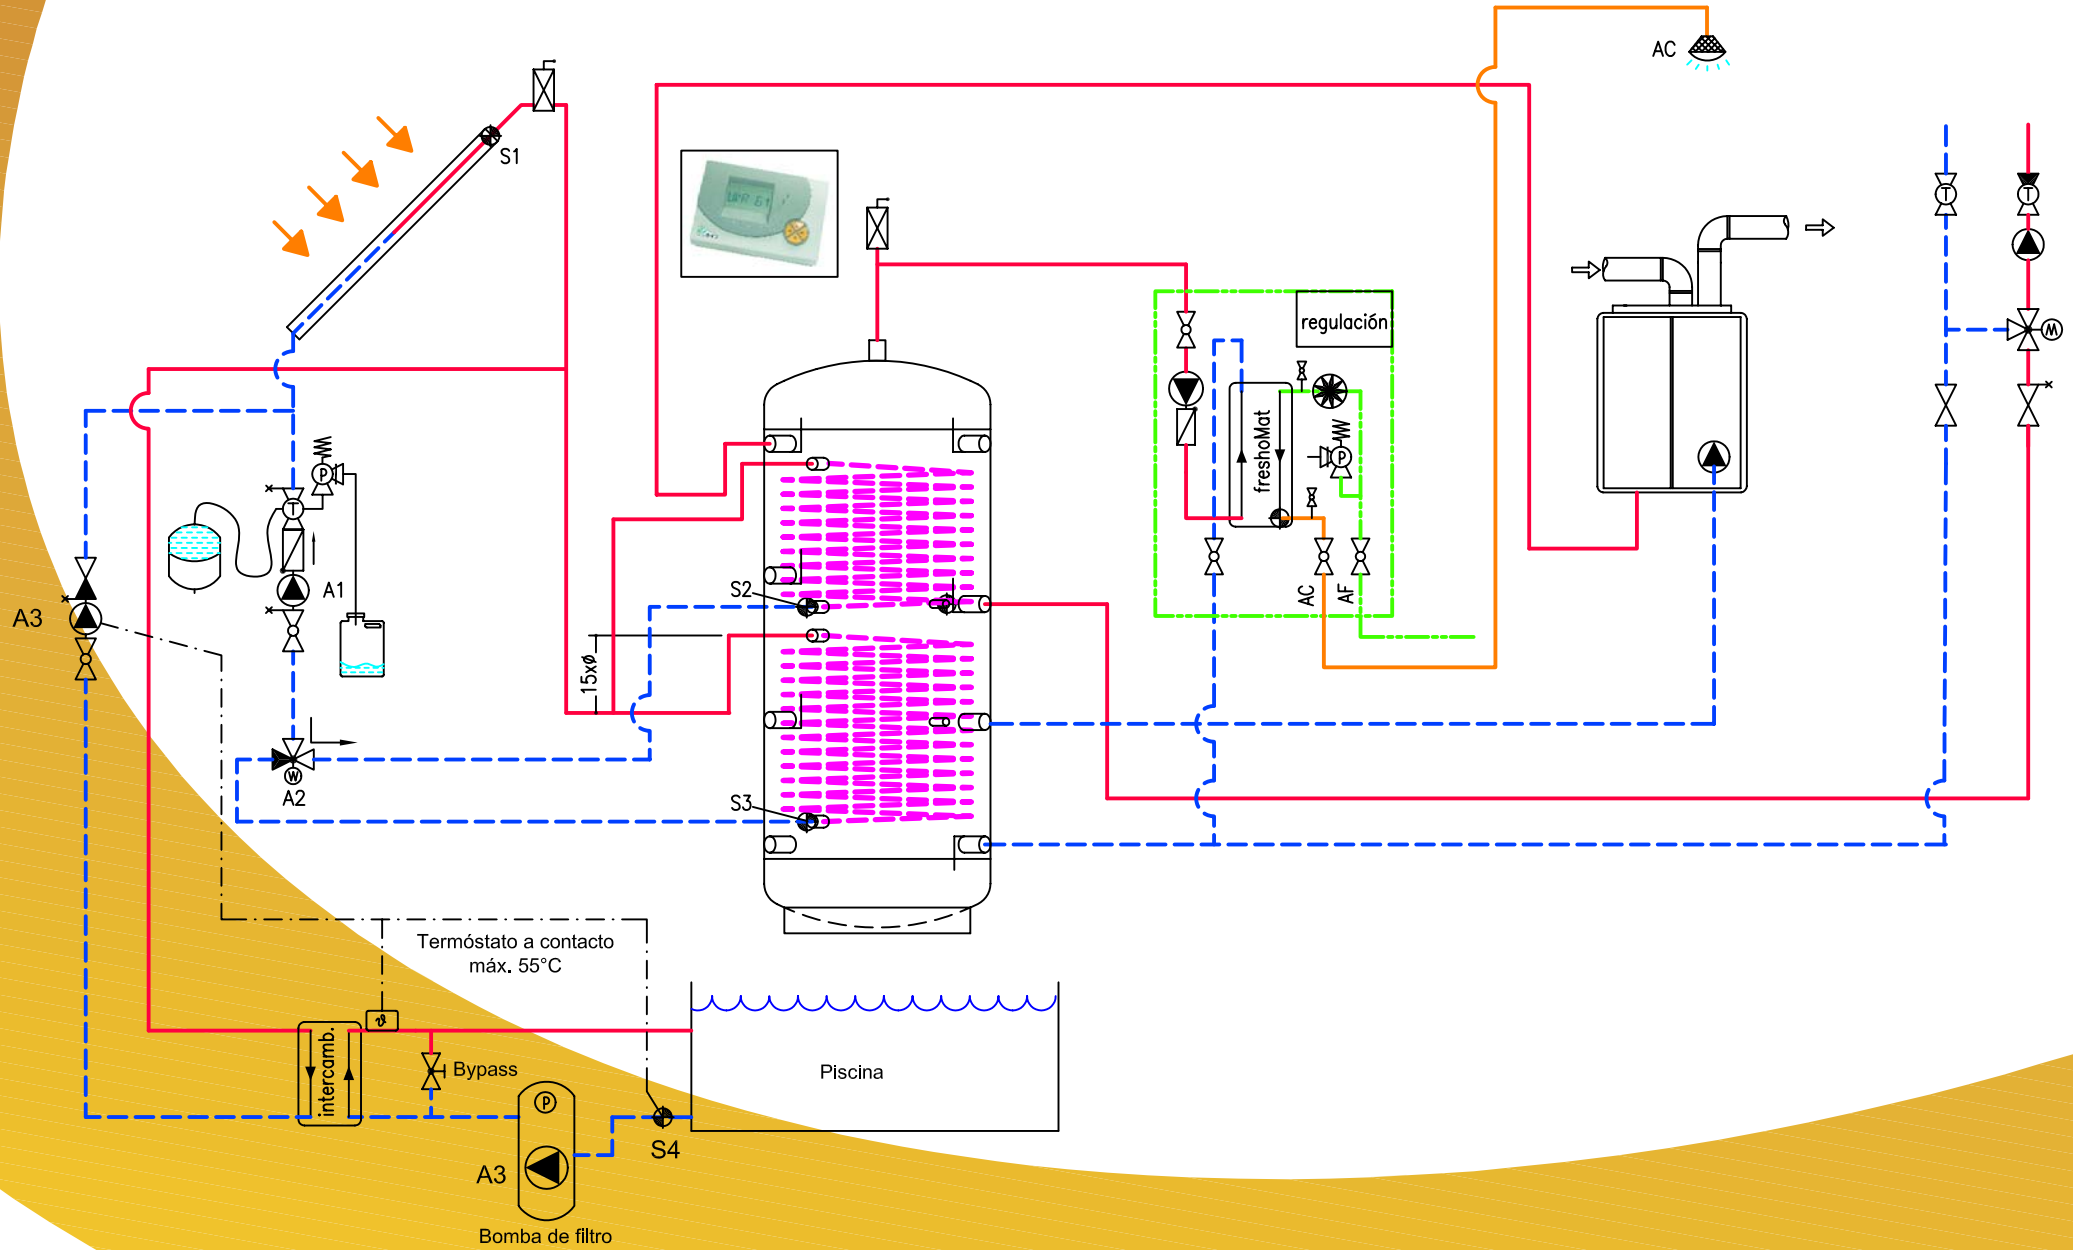 AC
S1
T
T
regulación
M
freshoMat
P
P
T
A1
S2
A3
AC
AF
15xø
W
A2
S3
Termóstato a contacto
máx. 55°C
ϑ
intercamb.
Bypass
Piscina
P
S4
A3
Bomba de filtro